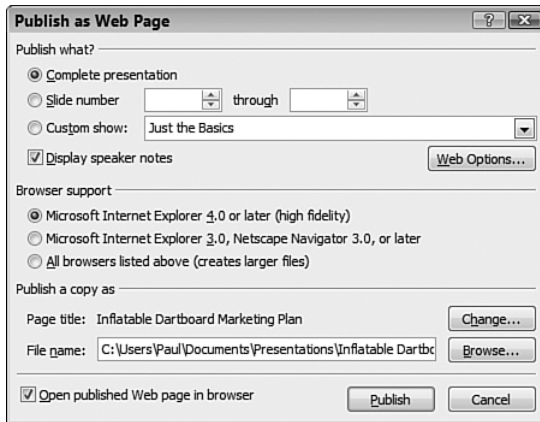 Publish as Web Page
Publish what?
Complete presentation
Slide number through
Custom show: Just the Basics
Display speaker notes Web Options...
Browser support
Microsoft Internet Explorer 4.0 or later (high fidelity)
Microsoft Internet Explorer 3.0, Netscape Navigator 3.0, or later
All browsers listed above (creates larger files)
Publish a copy as
Page title: Inflatable Dartboard Marketing Plan Change...
File name: C:\Users\Paul\Documents\Presentations\Inflatable Dartbo Browse...
Open published Web page in browser Publish Cancel